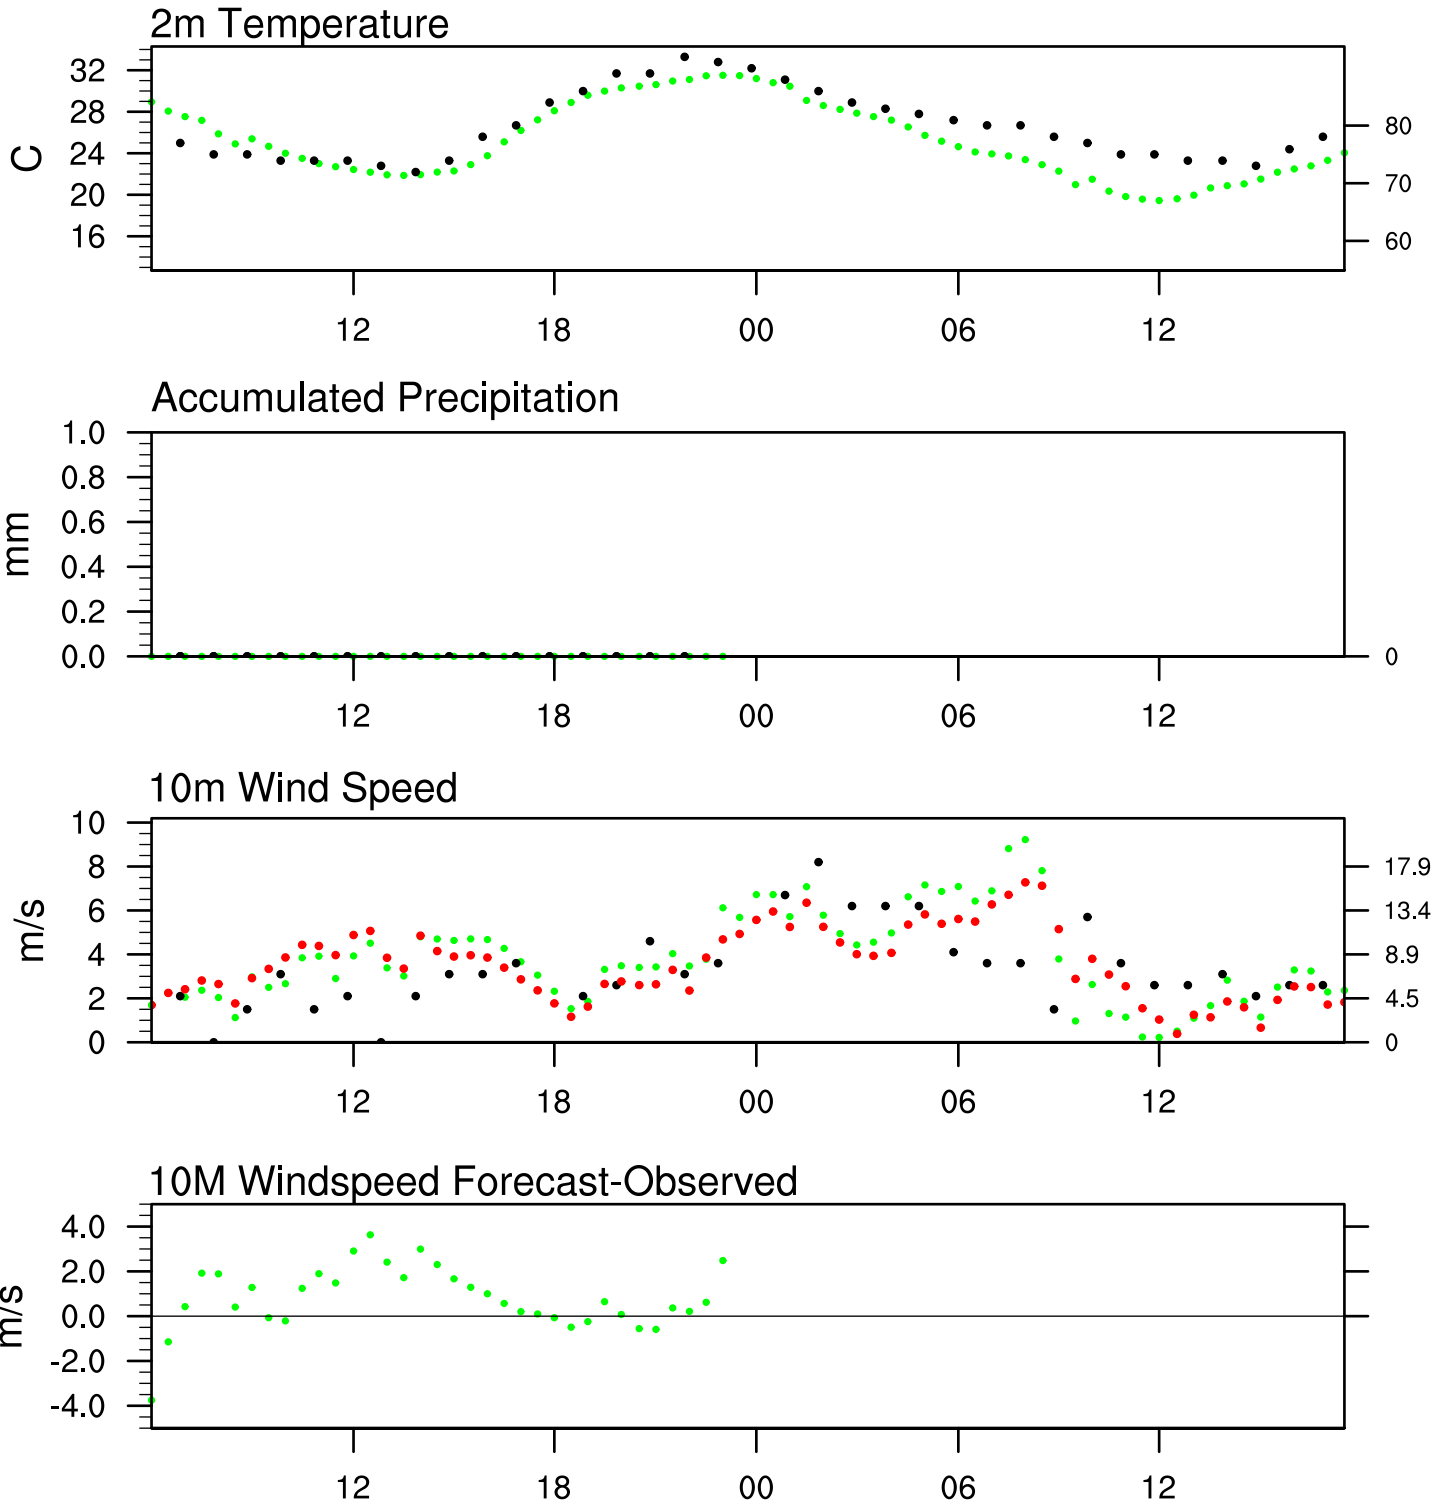 2m Temperature
32
28
24
20
16
C
80
70
60
12 18 00 06 12
Accumulated Precipitation
1.0
0.8
0.6
0.4
0.2
0.0
mm
0
12 18 00 06 12
10m Wind Speed
10
8
6
4
2
0
m/s
17.9
13.4
8.9
4.5
0
12 18 00 06 12
10M Windspeed Forecast-Observed
4.0
2.0
0.0
-2.0
-4.0
m/s
12 18 00 06 12